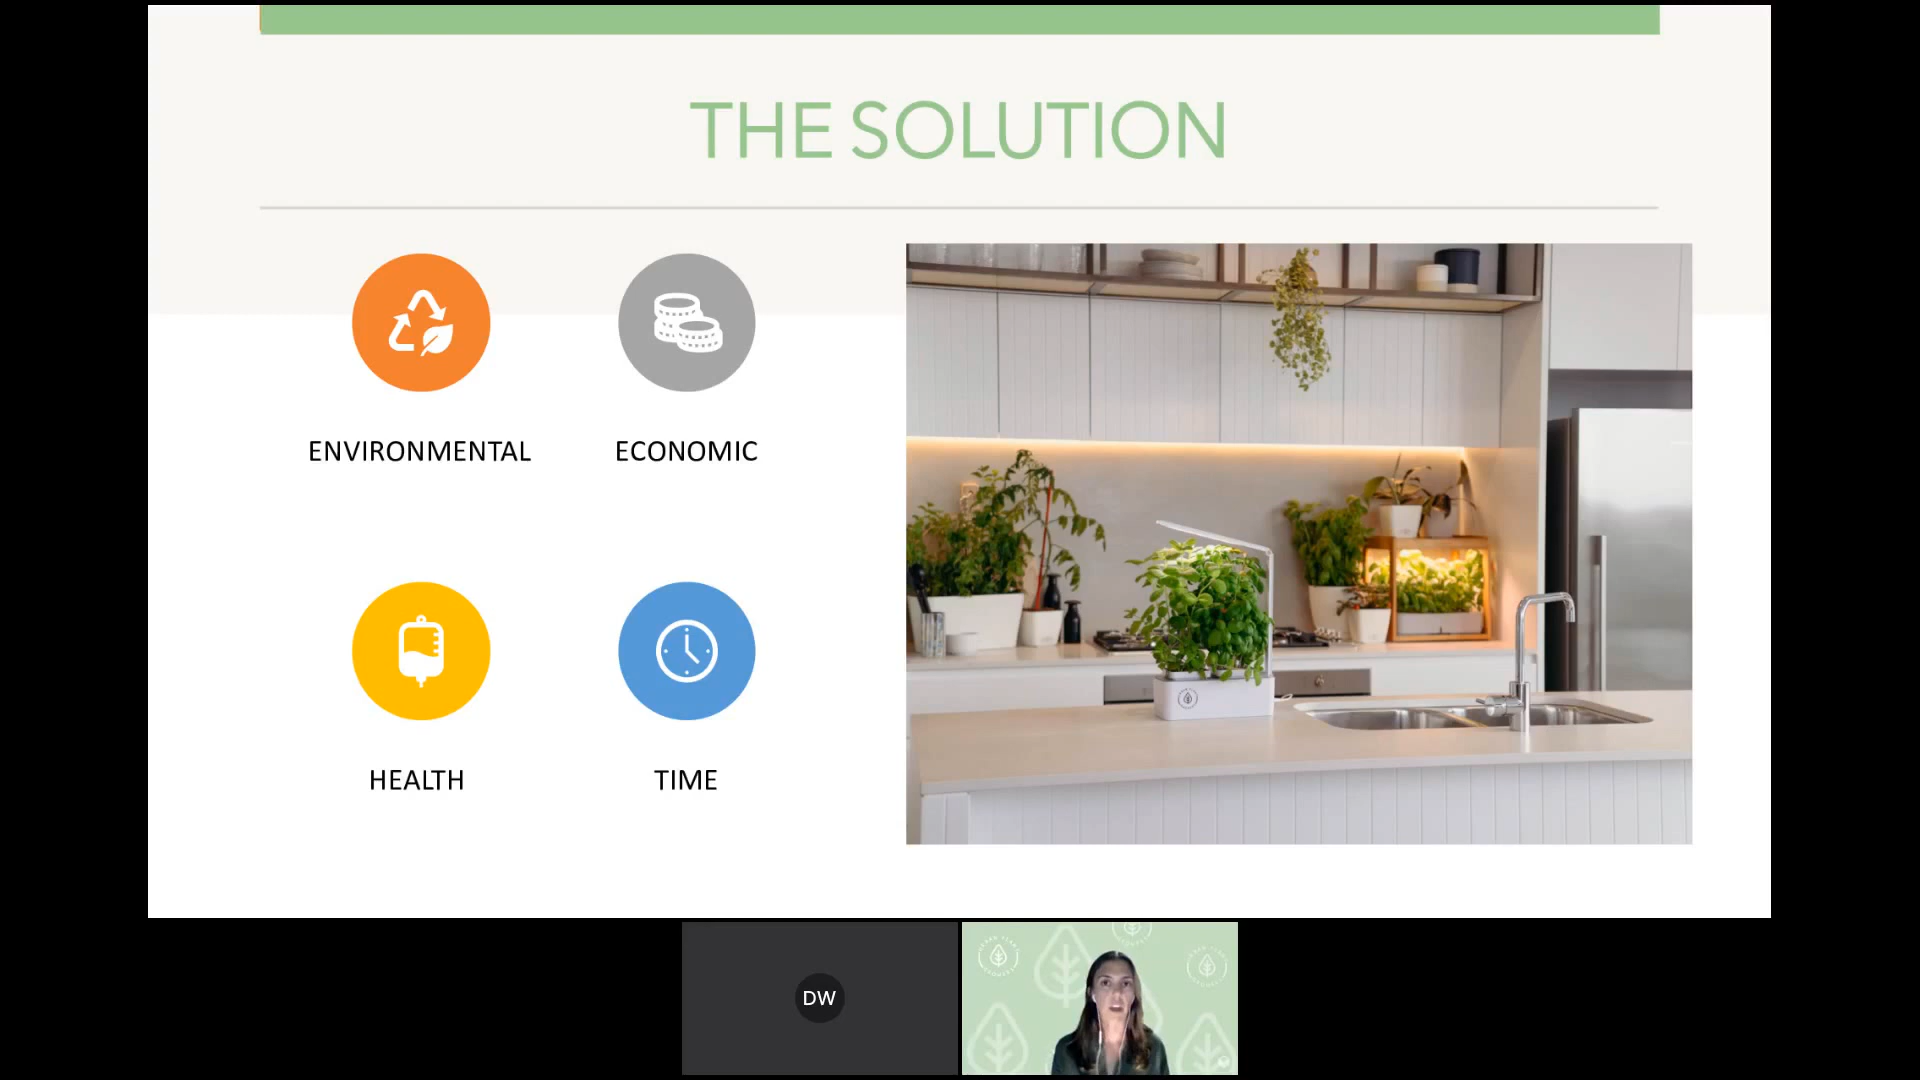 THE SOLUTION
ENVIRONMENTAL
ECONOMIC
HEALTH
TIME
DW